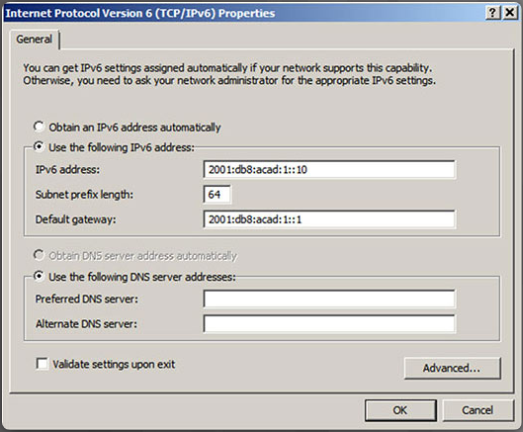 Internet Protocol Version 6 (TCP/IPv6) Properties
General
You can get IPv6 settings assigned automatically if your network supports this capability.
Otherwise, you need to ask your network administrator for the appropriate IPv6 settings.
Obtain an IPv6 address automatically
Use the following IPv6 address:
IPv6 address: 2001:db8:acad:1::10
Subnet prefix length: 64
Default gateway: 2001:db8:acad:1::1
Obtain DNS server address automatically
Use the following DNS server addresses:
Preferred DNS server:
Alternate DNS server:
Validate settings upon exit
Advanced...
OK Cancel